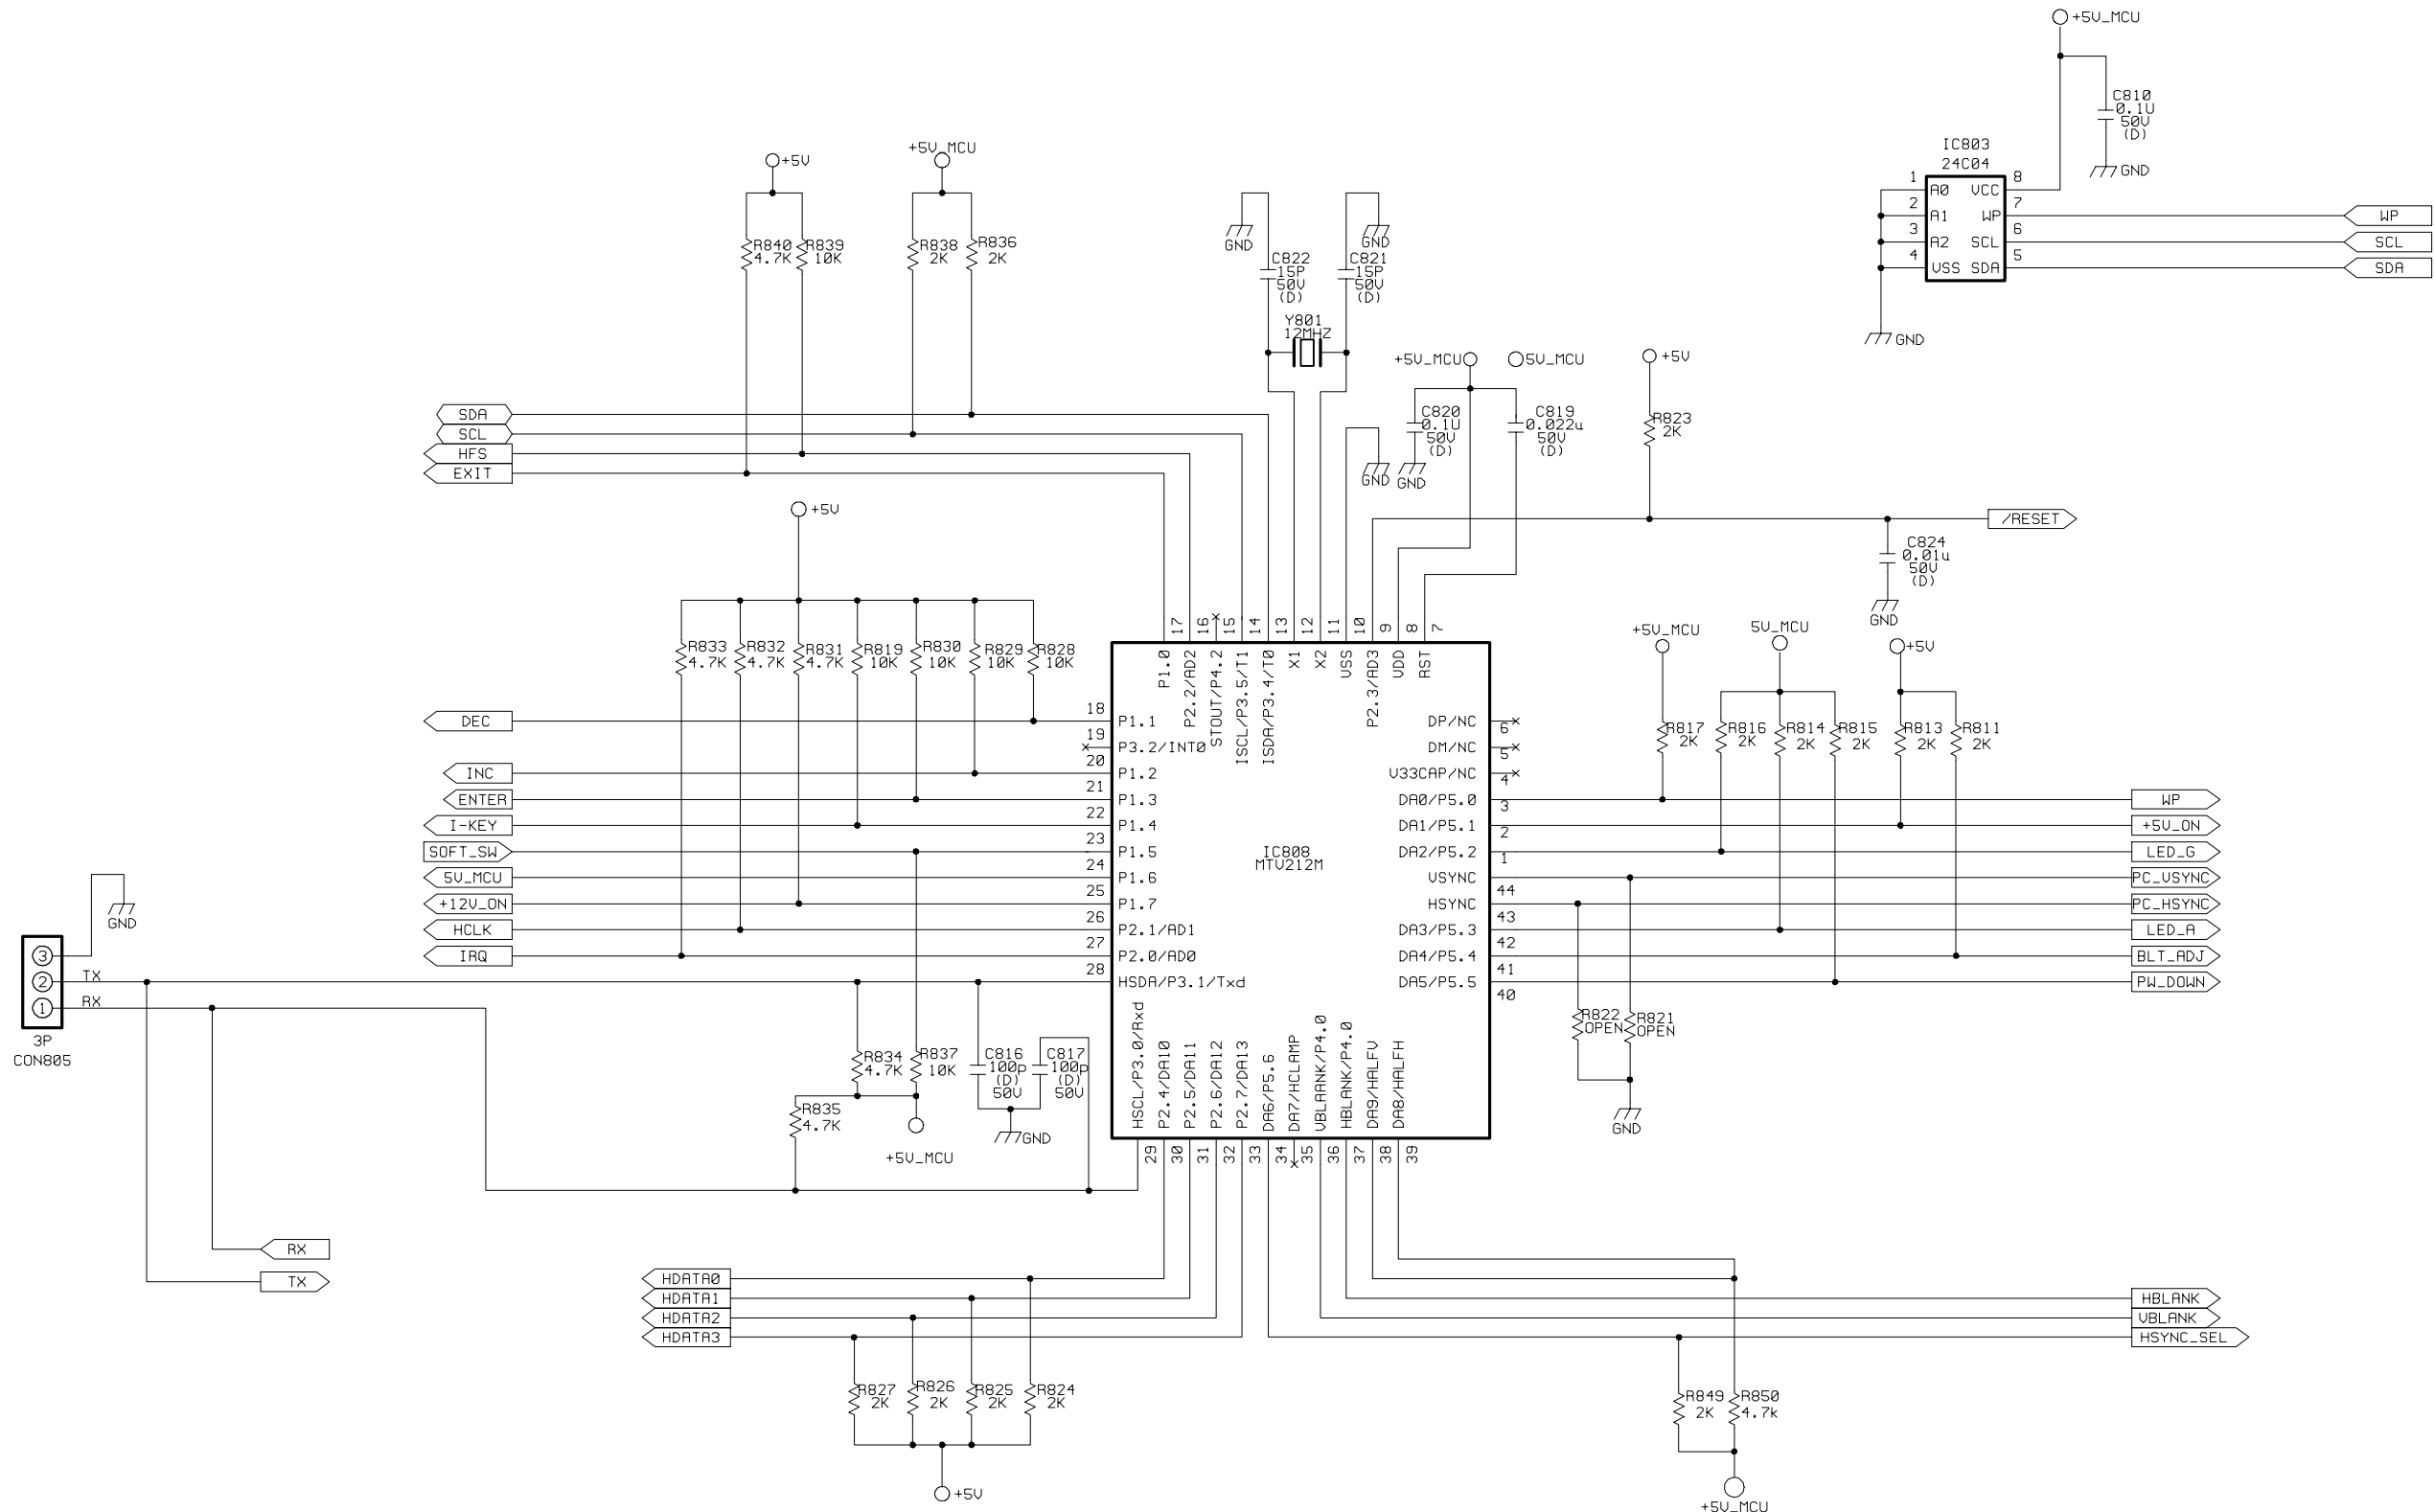 +5V_MCU
C810
0.1U
50V
(D)
GND
IC803
24C04
1 A0 VCC 8
2 A1 WP 7
3 A2 SCL 6
4 VSS SDA 5
WP
SCL
SDA
GND
+5V
+5V_MCU
R840
4.7K
R839
10K
R838
2K
R836
2K
GND
GND
C822
15P
50V
(D)
C821
15P
50V
(D)
Y801
12MHZ
+5V_MCU
5V_MCU
+5V
C820
0.1U
50V
(D)
C819
0.022u
50V
(D)
R823
2K
GND
GND
SDA
SCL
HFS
EXIT
+5V
/RESET
C824
0.01u
50V
(D)
GND
R833
4.7K
R832
4.7K
R831
4.7K
R819
10K
R830
10K
R829
10K
R828
10K
17
16
15
14
13
12
11
10
9
8
7
P1.0
P2.2/AD2
STOUT/P4.2
ISCL/P3.5/T1
ISDA/P3.4/T0
X1
X2
VSS
P2.3/AD3
VDD
RST
+5V_MCU
5V_MCU
+5V
R817
2K
R816
2K
R814
2K
R815
2K
R813
2K
R811
2K
DEC
INC
ENTER
I-KEY
SOFT_SW
5V_MCU
+12V_ON
HCLK
IRQ
18 P1.1
19 P3.2/INT0
20 P1.2
21 P1.3
22 P1.4
23 P1.5
24 P1.6
25 P1.7
26 P2.1/AD1
27 P2.0/AD0
28 HSDA/P3.1/Txd
IC808
MTV212M
DP/NC 6
DM/NC 5
V33CAP/NC 4
DA0/P5.0 3
DA1/P5.1 2
DA2/P5.2 1
VSYNC 44
HSYNC 43
DA3/P5.3 42
DA4/P5.4 41
DA5/P5.5 40
WP
+5V_ON
LED_G
PC_VSYNC
PC_HSYNC
LED_A
BLT_ADJ
PW_DOWN
GND
3
2 TX
1 RX
3P
CON805
R834
4.7K
R837
10K
C816
100p
(D)
50V
C817
100p
(D)
50V
R835
4.7K
GND
+5V_MCU
HSCL/P3.0/Rxd
P2.4/DA10
P2.5/DA11
P2.6/DA12
P2.7/DA13
DA6/P5.6
DA7/HCLAMP
VBLAANK/P4.0
HBLANK/P4.0
DA9/HALFV
DA8/HALFH
29
30
31
32
33
34
35
36
37
38
39
R822
OPEN
R821
OPEN
GND
RX
TX
HDATA0
HDATA1
HDATA2
HDATA3
HBLANK
VBLANK
HSYNC_SEL
R827
2K
R826
2K
R825
2K
R824
2K
R849
2K
R850
4.7k
+5V
+5V_MCU